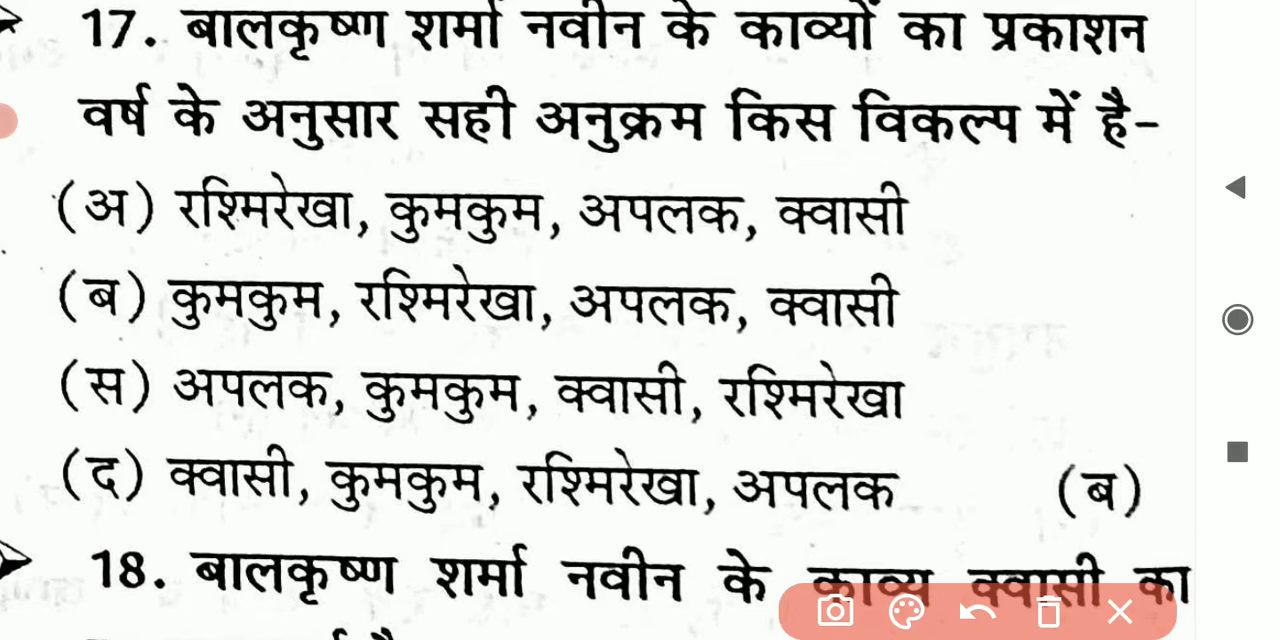 17. बालकृष्ण शर्मा नवीन के काव्यों का प्रकाशन
वर्ष के अनुसार सही अनुक्रम किस विकल्प में है-
(अ) रश्मिरेखा, कुमकुम, अपलक, क्वासी
(ब) कुमकुम, रश्मिरेखा, अपलक, क्वासी
(स) अपलक, कुमकुम, क्वासी, रश्मिरेखा
(द) क्वासी, कुमकुम, रश्मिरेखा, अपलक (ब)
18. बालकृष्ण शर्मा नवीन के काव्य क्वासी का